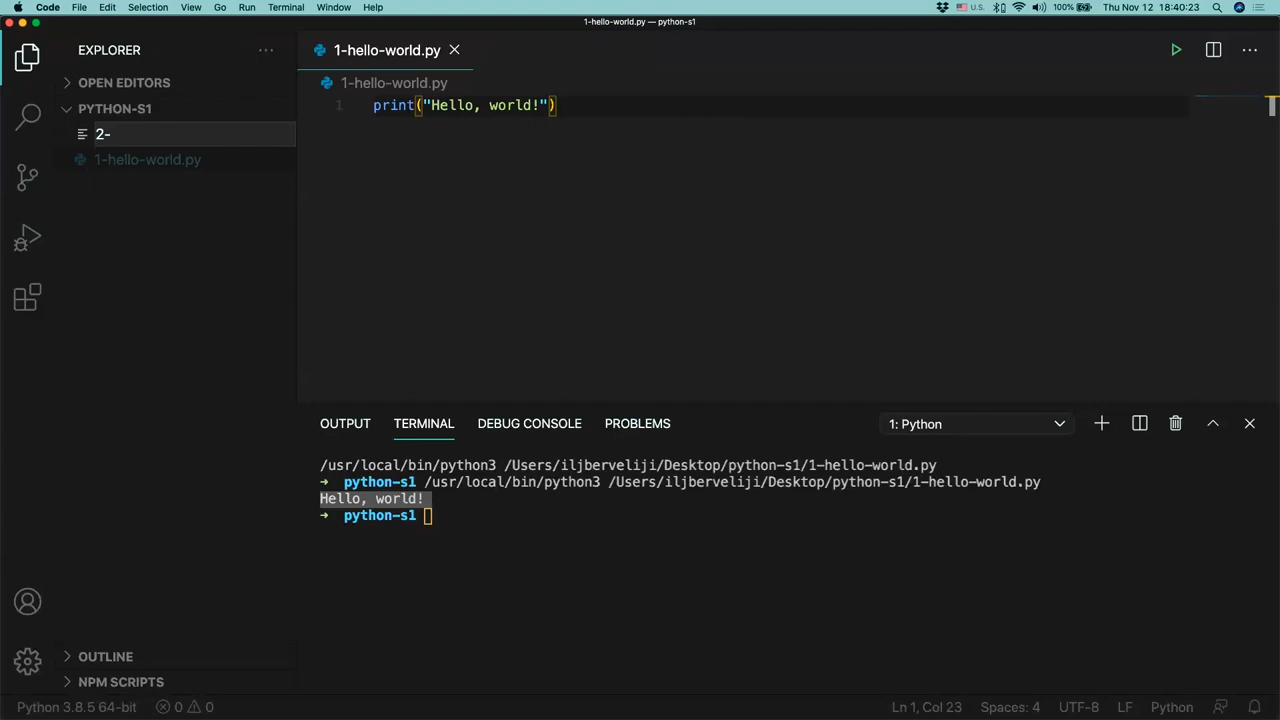 Code File Edit Selection View Go Run Terminal Window Help U.S. 100% Thu Nov 12 18:40:23
1-hello-world.py — python-s1
EXPLORER
1-hello-world.py
OPEN EDITORS
1-hello-world.py
PYTHON-S1
1 print("Hello, world!")
2-
1-hello-world.py
OUTPUT TERMINAL DEBUG CONSOLE PROBLEMS 1: Python
/usr/local/bin/python3 /Users/iljberveliji/Desktop/python-s1/1-hello-world.py
→ python-s1 /usr/local/bin/python3 /Users/iljberveliji/Desktop/python-s1/1-hello-world.py
Hello, world!
→ python-s1
OUTLINE
NPM SCRIPTS
Python 3.8.5 64-bit 0 0 Ln 1, Col 23 Spaces: 4 UTF-8 LF Python